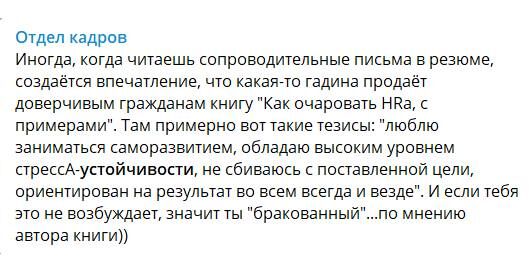 Отдел кадров
Иногда, когда читаешь сопроводительные письма в резюме,
создаётся впечатление, что какая-то гадина продаёт
доверчивым гражданам книгу "Как очаровать HRа, с
примерами". Там примерно вот такие тезисы: "люблю
заниматься саморазвитием, обладаю высоким уровнем
стрессА-устойчивости, не сбиваюсь с поставленной цели,
ориентирован на результат во всем всегда и везде". И если тебя
это не возбуждает, значит ты "бракованный"...по мнению
автора книги))